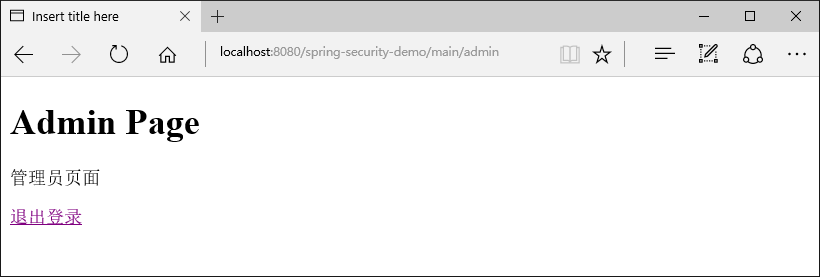 Insert title here
localhost:8080/spring-security-demo/main/admin
Admin Page
管理员页面
退出登录